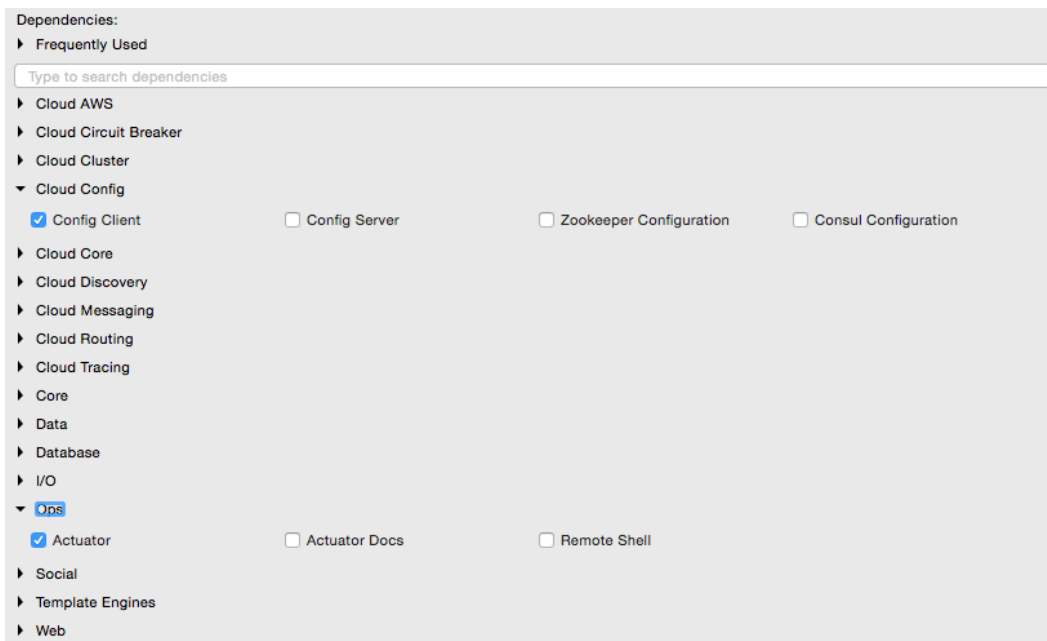 Dependencies:
Frequently Used
Type to search dependencies
Cloud AWS
Cloud Circuit Breaker
Cloud Cluster
Cloud Config
Config Client Config Server Zookeeper Configuration Consul Configuration
Cloud Core
Cloud Discovery
Cloud Messaging
Cloud Routing
Cloud Tracing
Core
Data
Database
I/O
Ops
Actuator Actuator Docs Remote Shell
Social
Template Engines
Web